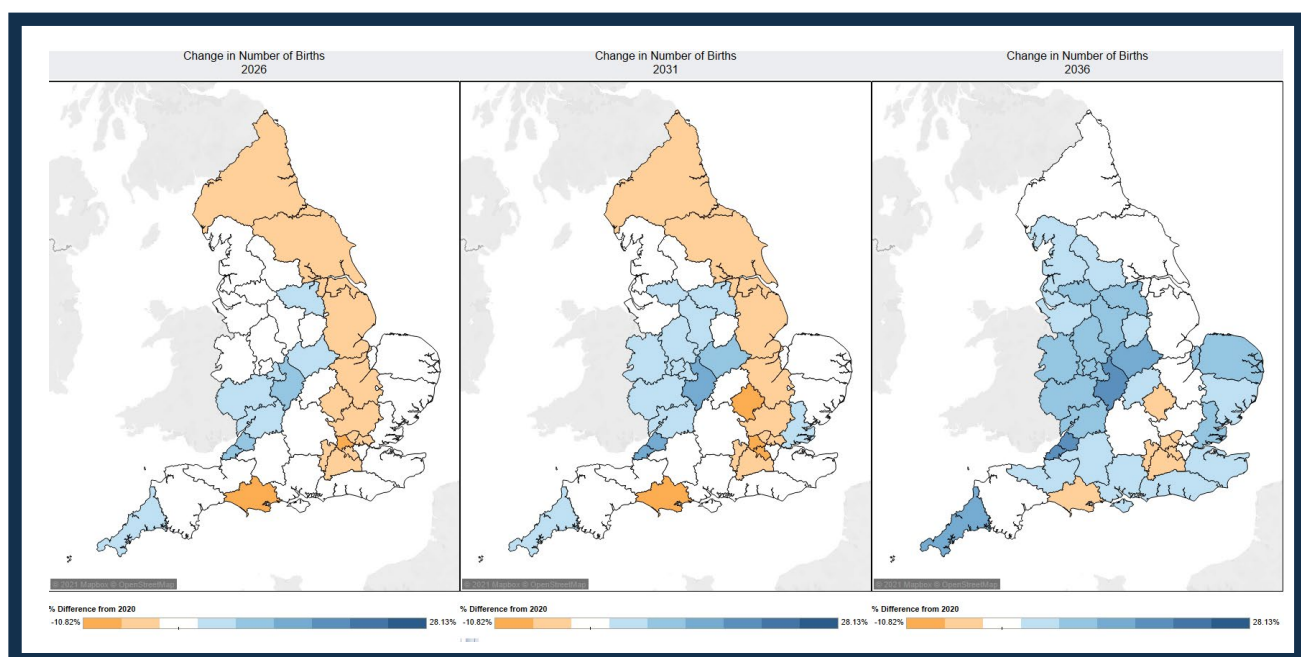 Change in Number of Births
2026
Change in Number of Births
2031
Change in Number of Births
2036
© 2021 Mapbox © OpenStreetMap
© 2021 Mapbox © OpenStreetMap
© 2021 Mapbox © OpenStreetMap
% Difference from 2020
-10.82% 28.13%
% Difference from 2020
-10.82% 28.13%
% Difference from 2020
-10.82% 28.13%